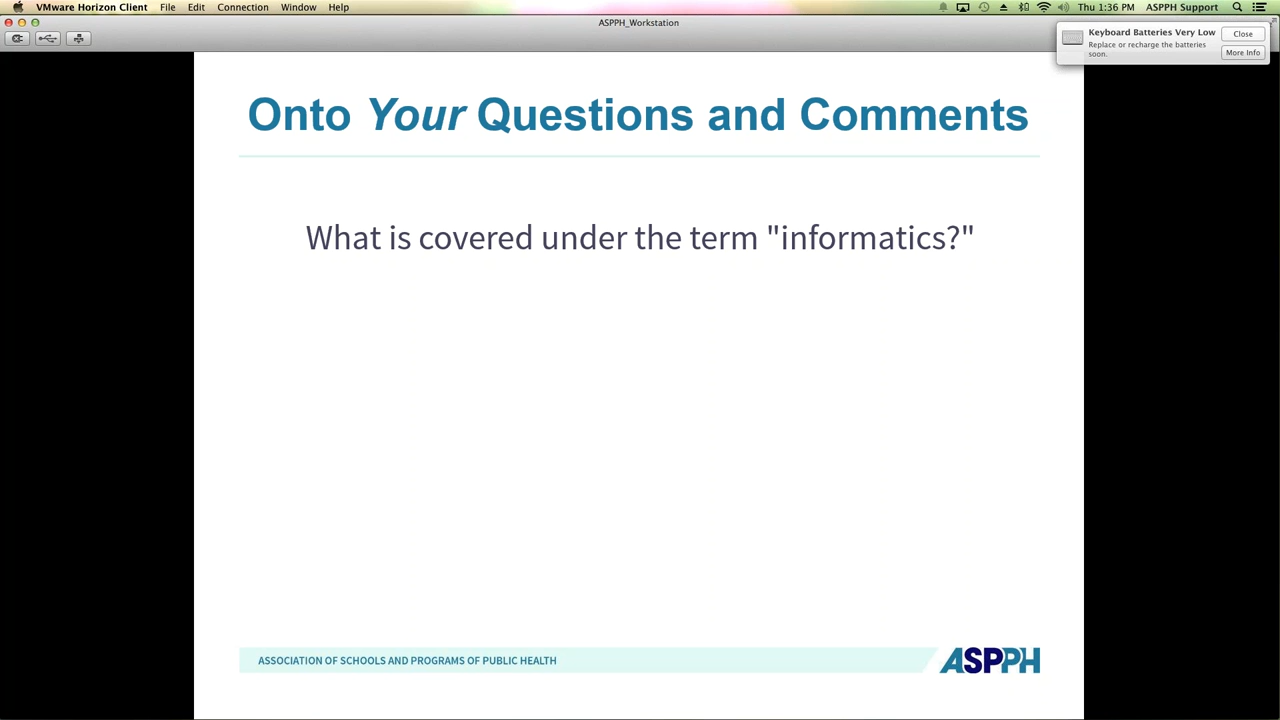 VMware Horizon Client File Edit Connection Window Help Thu 1:36 PM ASPPH Support
ASPPH_Workstation
Keyboard Batteries Very Low
Replace or recharge the batteries
soon.
Close
More Info
Onto Your Questions and Comments
What is covered under the term "informatics?"
ASSOCIATION OF SCHOOLS AND PROGRAMS OF PUBLIC HEALTH
ASPPH